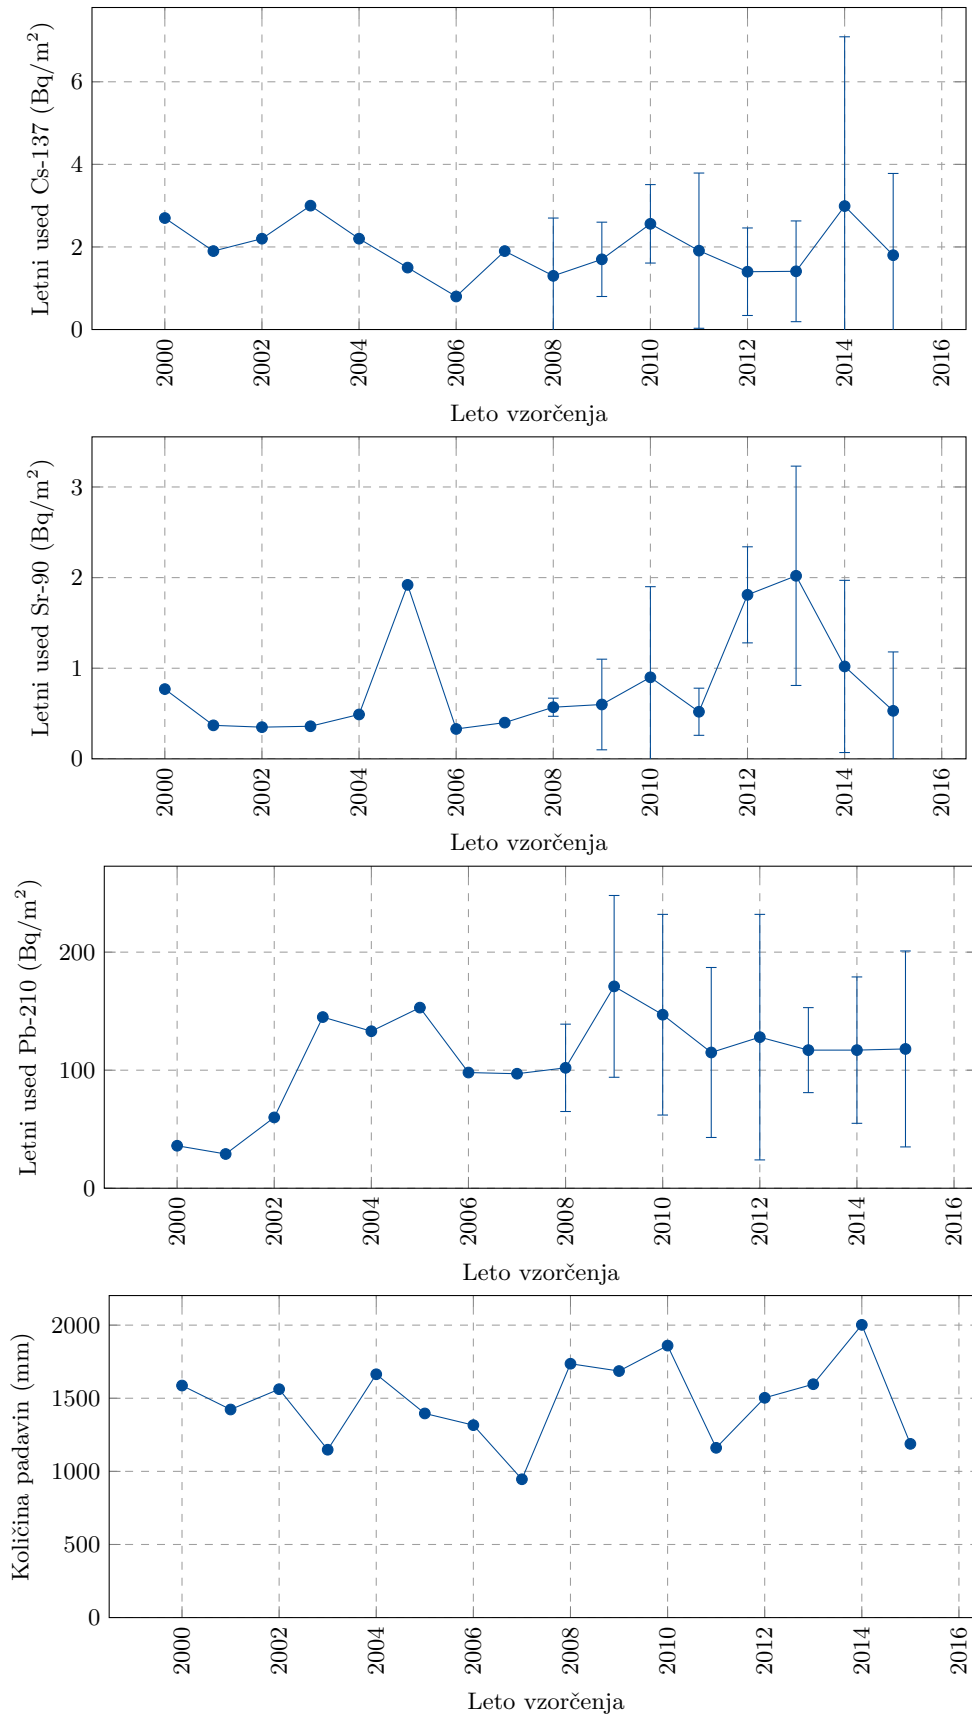 Letni used Cs-137 (Bq/m²)
6
4
2
0
2000 2002 2004 2006 2008 2010 2012 2014 2016
Leto vzorčenja
Letni used Sr-90 (Bq/m²)
3
2
1
0
2000 2002 2004 2006 2008 2010 2012 2014 2016
Leto vzorčenja
Letni used Pb-210 (Bq/m²)
200
100
0
2000 2002 2004 2006 2008 2010 2012 2014 2016
Leto vzorčenja
Količina padavin (mm)
2000
1500
1000
500
0
2000 2002 2004 2006 2008 2010 2012 2014 2016
Leto vzorčenja